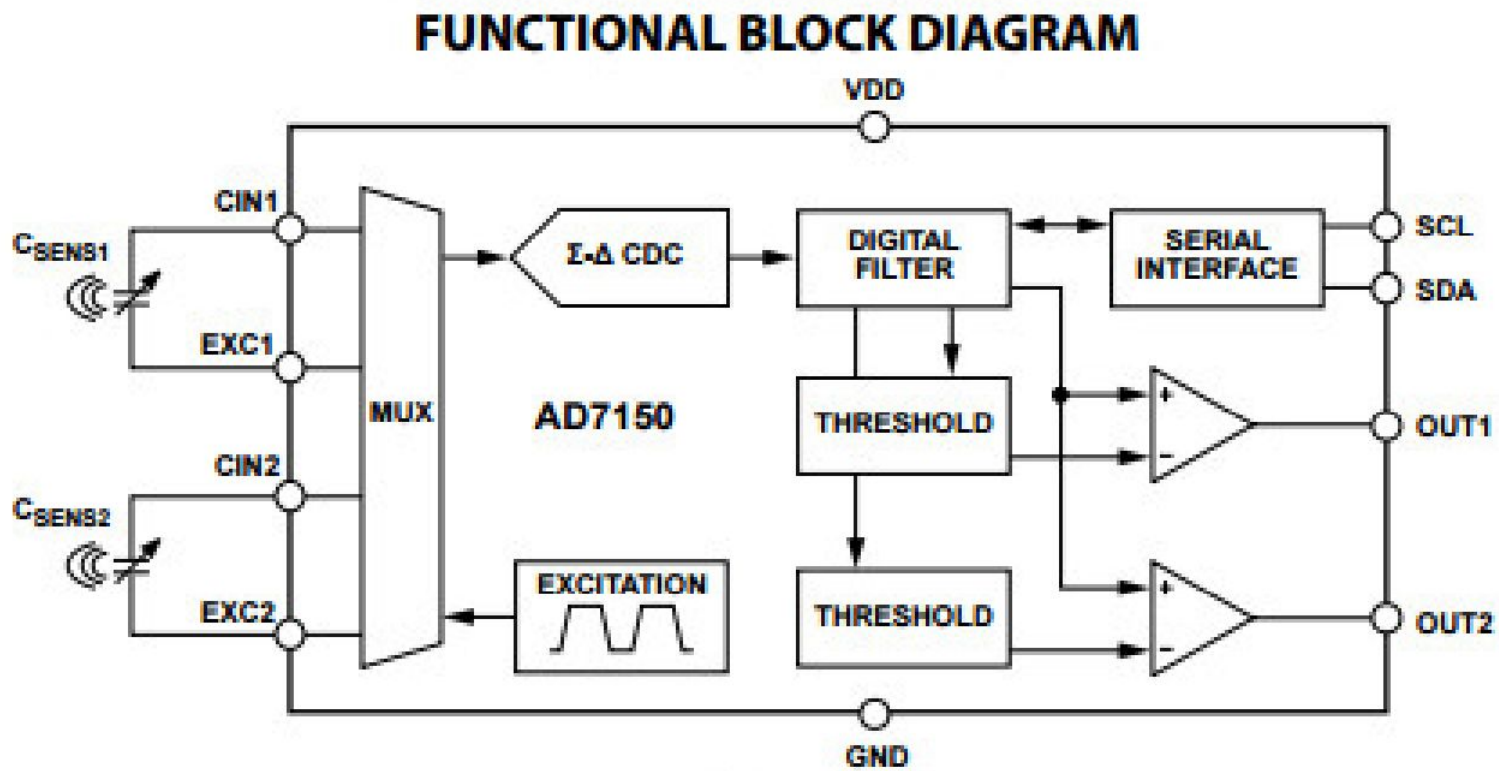 FUNCTIONAL BLOCK DIAGRAM
VDD
CIN1
CSENS1
EXC1
CIN2
CSENS2
EXC2
MUX
Σ-Δ CDC
DIGITAL
FILTER
SERIAL
INTERFACE
SCL
SDA
AD7150
THRESHOLD
+
−
OUT1
EXCITATION
THRESHOLD
+
−
OUT2
GND